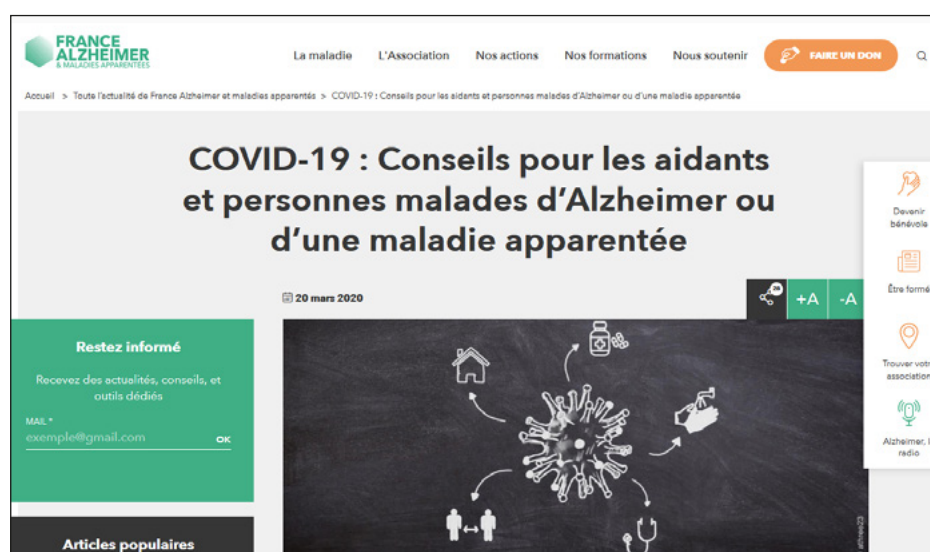 FRANCE
ALZHEIMER
& MALADIES APPARENTÉES
La maladie L'Association Nos actions Nos formations Nous soutenir FAIRE UN DON
Accueil > Toute l'actualité de France Alzheimer et maladies apparentés > COVID-19 : Conseils pour les aidants et personnes malades d'Alzheimer ou d'une maladie apparentée
COVID-19 : Conseils pour les aidants
et personnes malades d'Alzheimer ou
d'une maladie apparentée
20 mars 2020
+A -A
Devenir
bénévole
Être formé
Trouver votr
association
Alzheimer, l
radio
Restez informé
Recevez des actualités, conseils, et
outils dédiés
MAIL *
exemple@gmail.com OK
Articles populaires